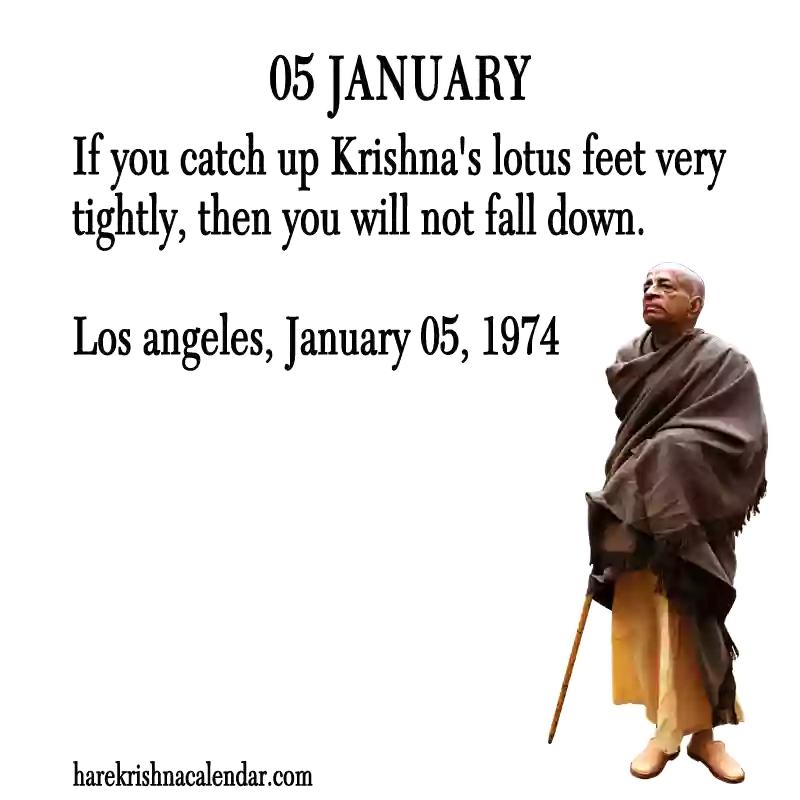 05 JANUARY
If you catch up Krishna's lotus feet very
tightly, then you will not fall down.
Los angeles, January 05, 1974
harekrishnacalendar.com